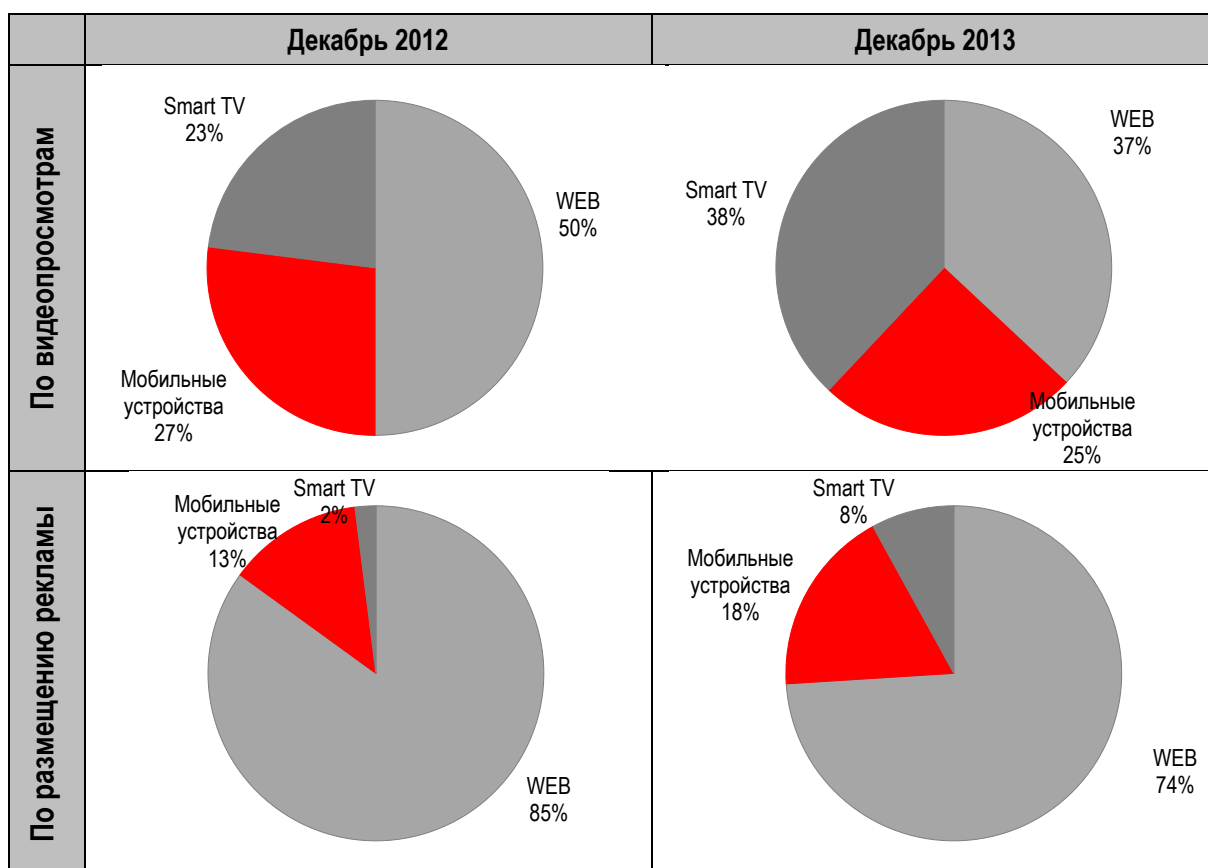 Декабрь 2012
Декабрь 2013
По видеопросмотрам
Smart TV
23%
WEB
50%
Мобильные
устройства
27%
WEB
37%
Smart TV
38%
Мобильные
устройства
25%
По размещению рекламы
Smart TV
2%
Мобильные
устройства
13%
WEB
85%
Smart TV
8%
Мобильные
устройства
18%
WEB
74%